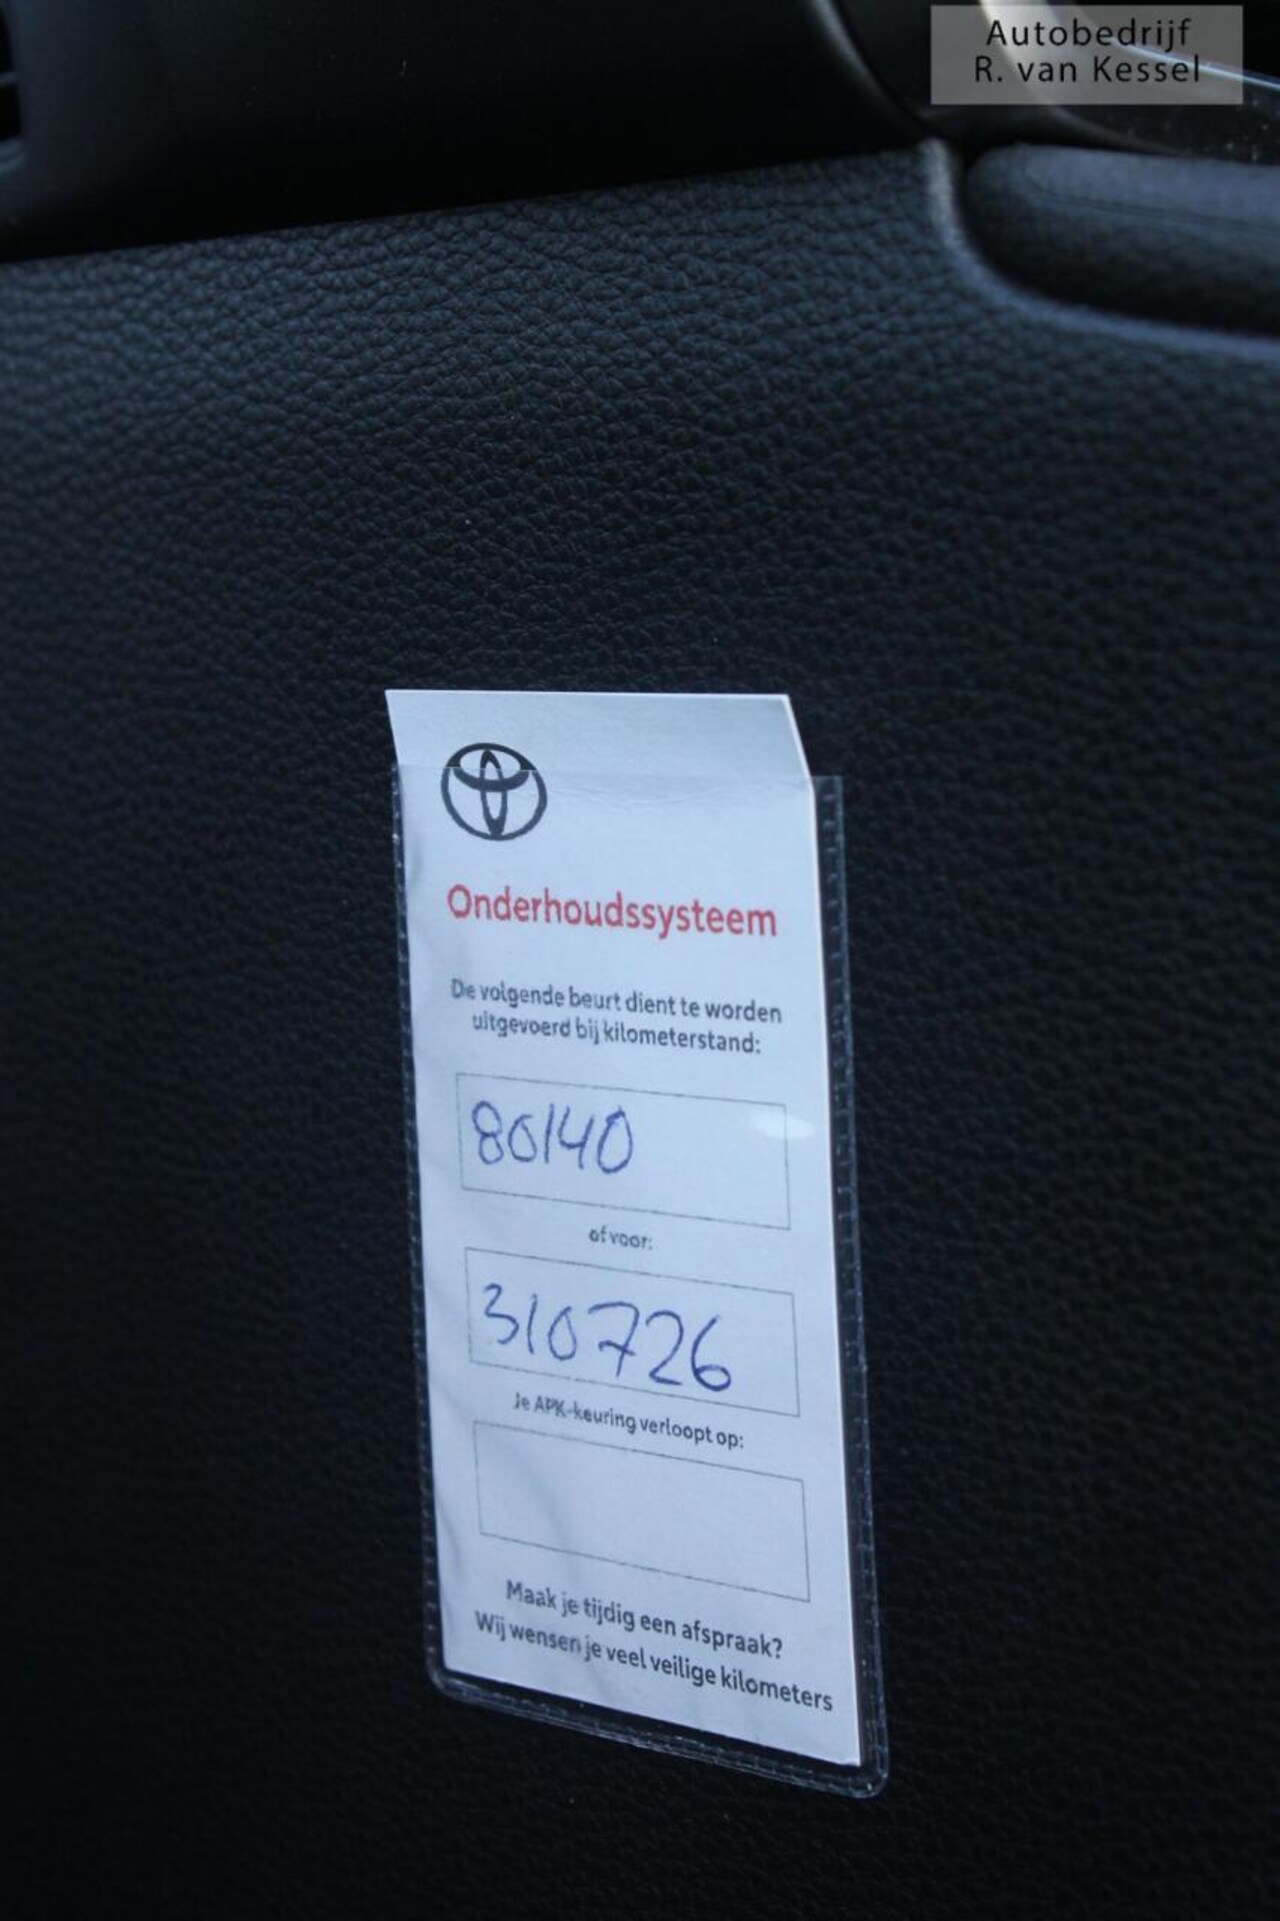 Autobedrijf
R. van Kessel
Onderhoudssysteem
De volgende beurt dient te worden
uitgevoerd bij kilometerstand:
80140
of voor:
310726
Je APK-keuring verloopt op:
Maak je tijdig een afspraak?
Wij wensen je veel veilige kilometers